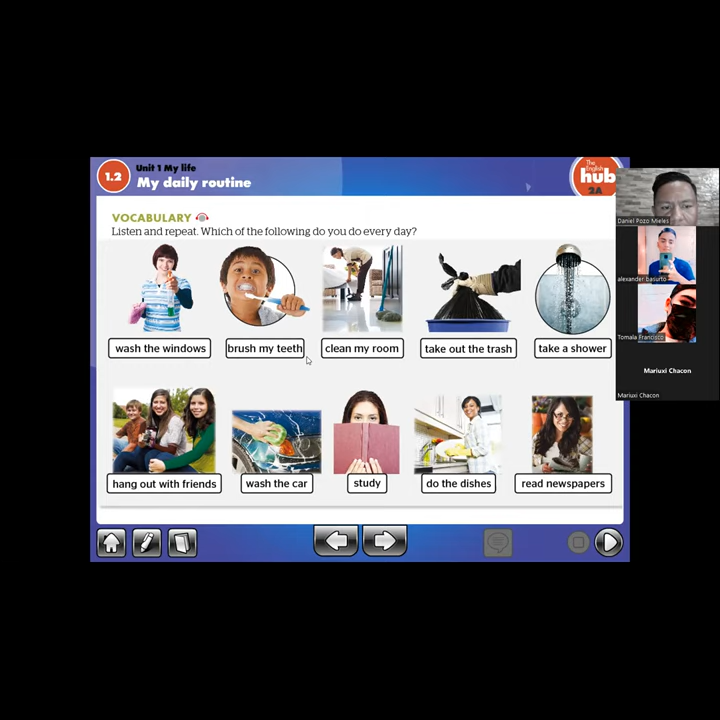 1.2
Unit 1 My life
My daily routine
The English
hub
2A
VOCABULARY
Listen and repeat. Which of the following do you do every day?
wash the windows
brush my teeth
clean my room
take out the trash
take a shower
hang out with friends
wash the car
study
do the dishes
read newspapers
Daniel Pozo Mieles
alexander basurto
Tomala Francisco
Mariuxi Chacon
Mariuxi Chacon